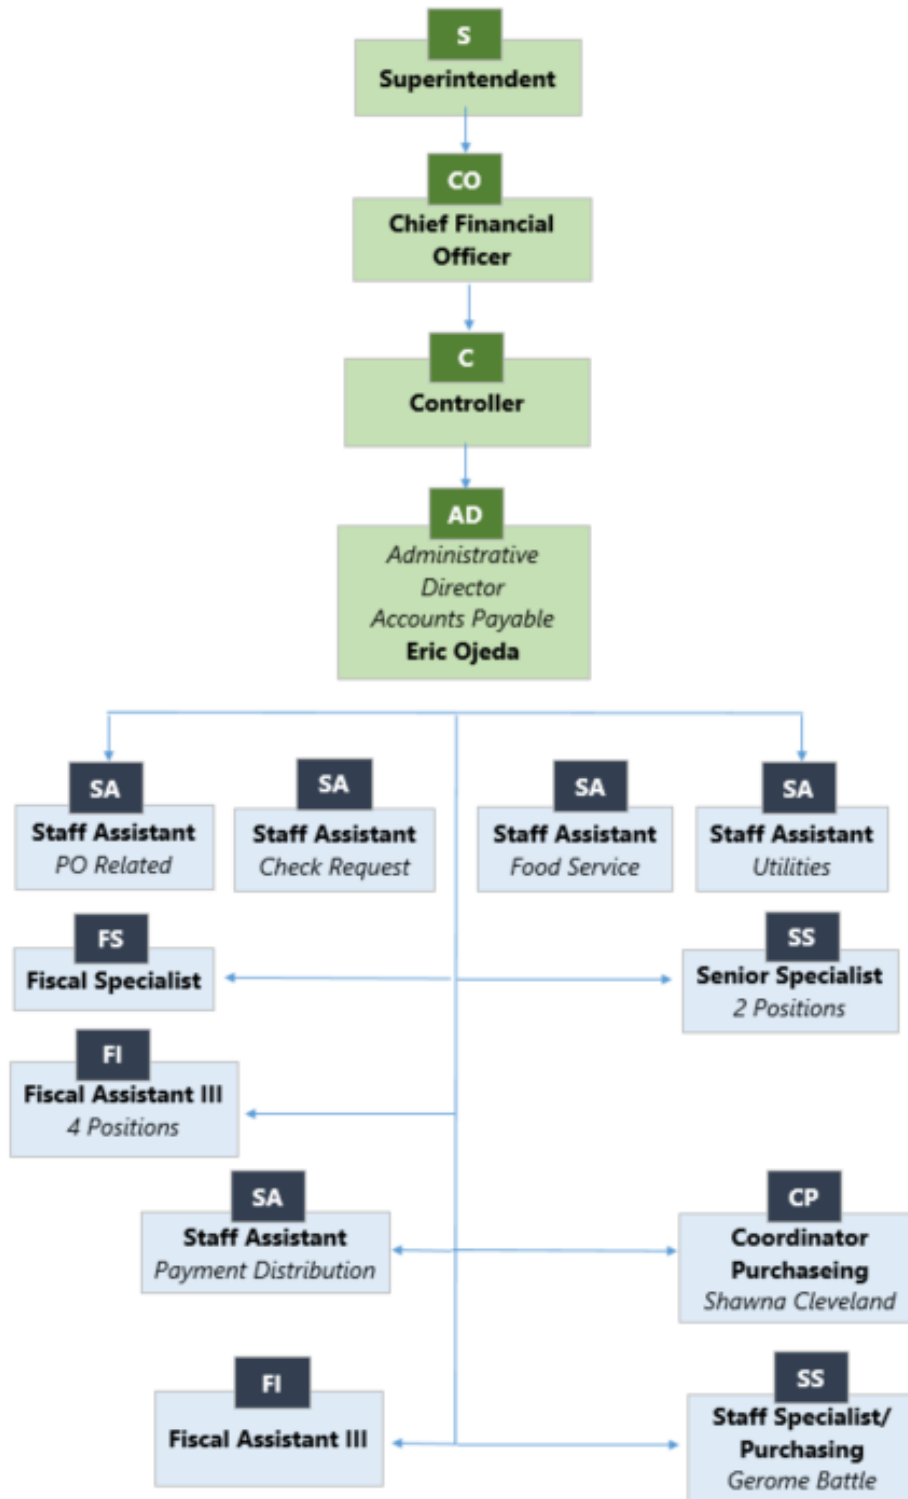 S
Superintendent
CO
Chief Financial
Officer
C
Controller
AD
Administrative
Director
Accounts Payable
Eric Ojeda
SA
Staff Assistant
PO Related
SA
Staff Assistant
Check Request
SA
Staff Assistant
Food Service
SA
Staff Assistant
Utilities
FS
Fiscal Specialist
SS
Senior Specialist
2 Positions
FI
Fiscal Assistant III
4 Positions
SA
Staff Assistant
Payment Distribution
CP
Coordinator
Purchaseing
Shawna Cleveland
FI
Fiscal Assistant III
SS
Staff Specialist/
Purchasing
Gerome Battle